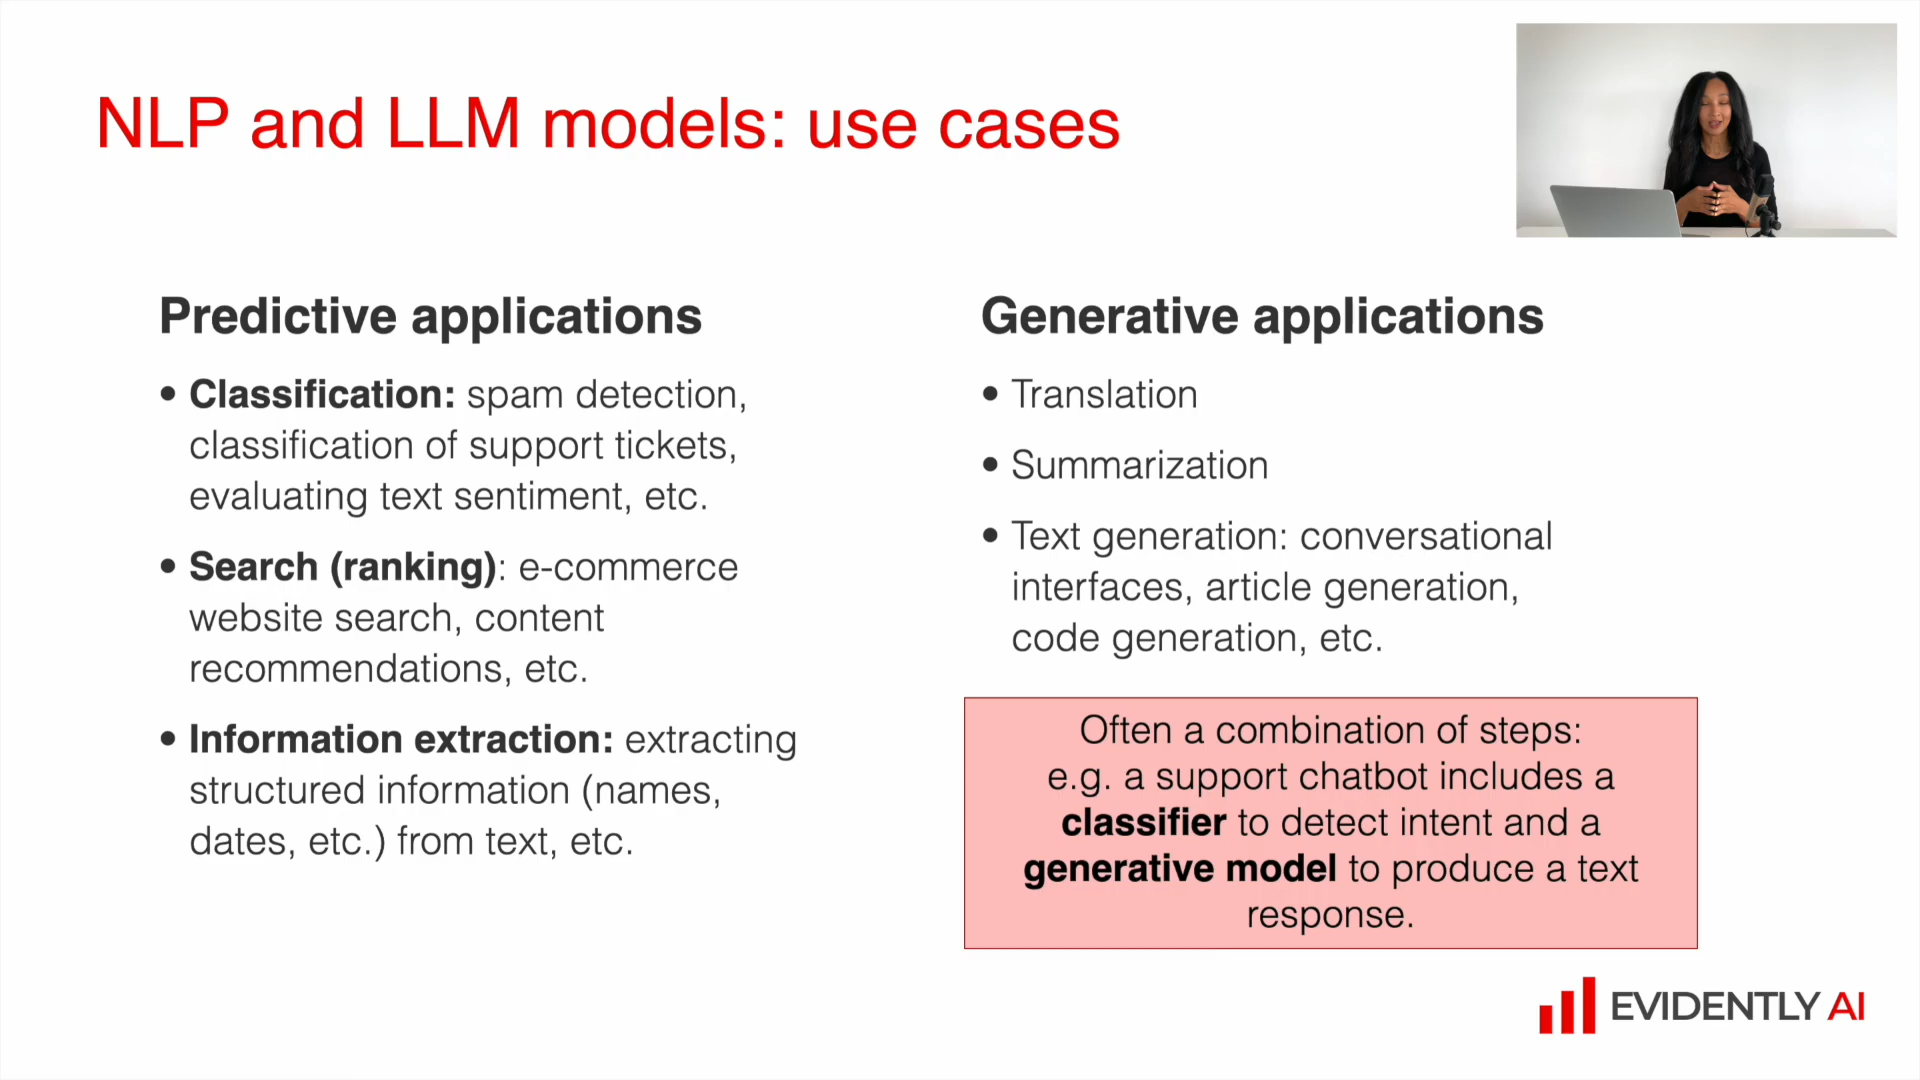 NLP and LLM models: use cases
Predictive applications
• Classification: spam detection,
classification of support tickets,
evaluating text sentiment, etc.
• Search (ranking): e-commerce
website search, content
recommendations, etc.
• Information extraction: extracting
structured information (names,
dates, etc.) from text, etc.
Generative applications
• Translation
• Summarization
• Text generation: conversational
interfaces, article generation,
code generation, etc.
Often a combination of steps:
e.g. a support chatbot includes a
classifier to detect intent and a
generative model to produce a text
response.
EVIDENTLY AI